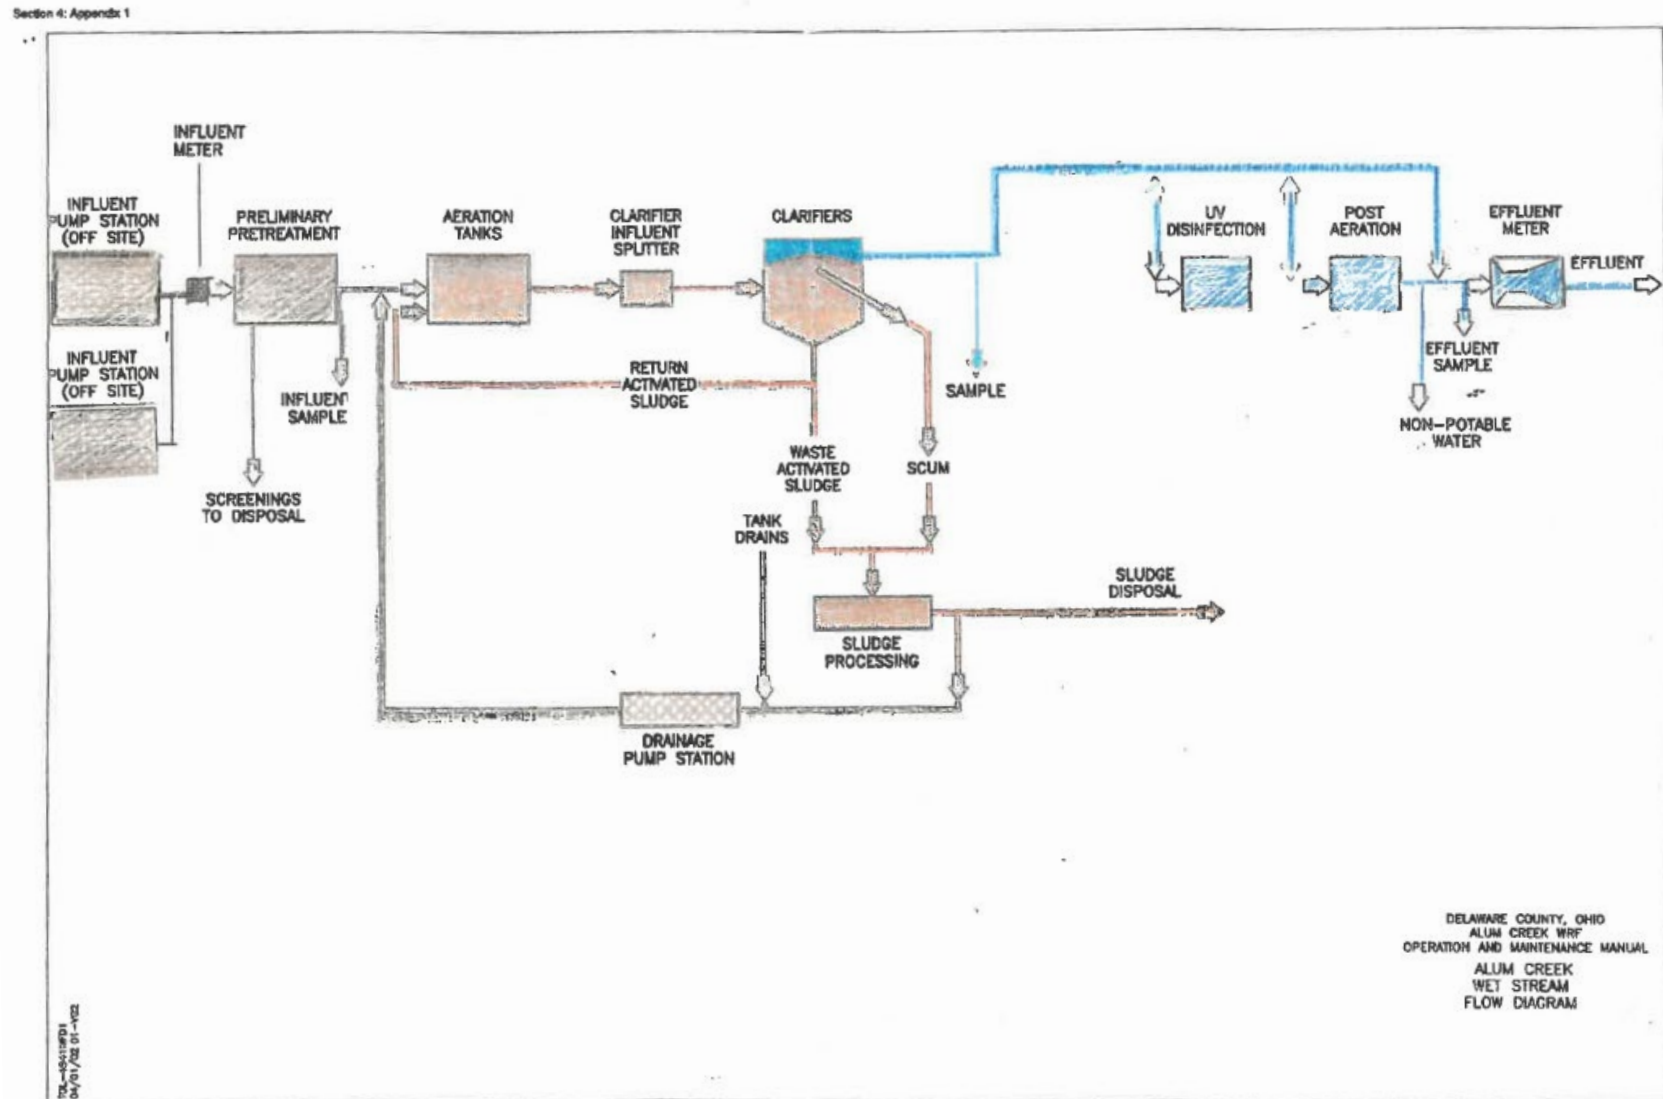 Section 4: Appendix 1
INFLUENT
METER
INFLUENT
PUMP STATION
(OFF SITE)
PRELIMINARY
PRETREATMENT
AERATION
TANKS
CLARIFIER
INFLUENT
SPLITTER
CLARIFIERS
UV
DISINFECTION
POST
AERATION
EFFLUENT
METER
EFFLUENT
INFLUENT
PUMP STATION
(OFF SITE)
INFLUENT
SAMPLE
RETURN
ACTIVATED
SLUDGE
SAMPLE
EFFLUENT
SAMPLE
NON-POTABLE
WATER
SCREENINGS
TO DISPOSAL
WASTE
ACTIVATED
SLUDGE
SCUM
TANK
DRAINS
SLUDGE
DISPOSAL
SLUDGE
PROCESSING
DRAINAGE
PUMP STATION
DELAWARE COUNTY, OHIO
ALUM CREEK WRF
OPERATION AND MAINTENANCE MANUAL
ALUM CREEK
WET STREAM
FLOW DIAGRAM